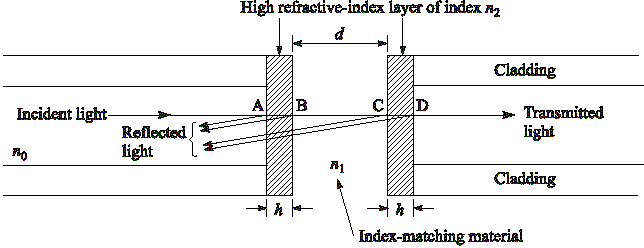 High refractive-index layer of index n₂
d
Cladding
Incident light
A
B
C
D
Transmitted
light
Reflected
light
n₀
n₁
Cladding
h
h
Index-matching material